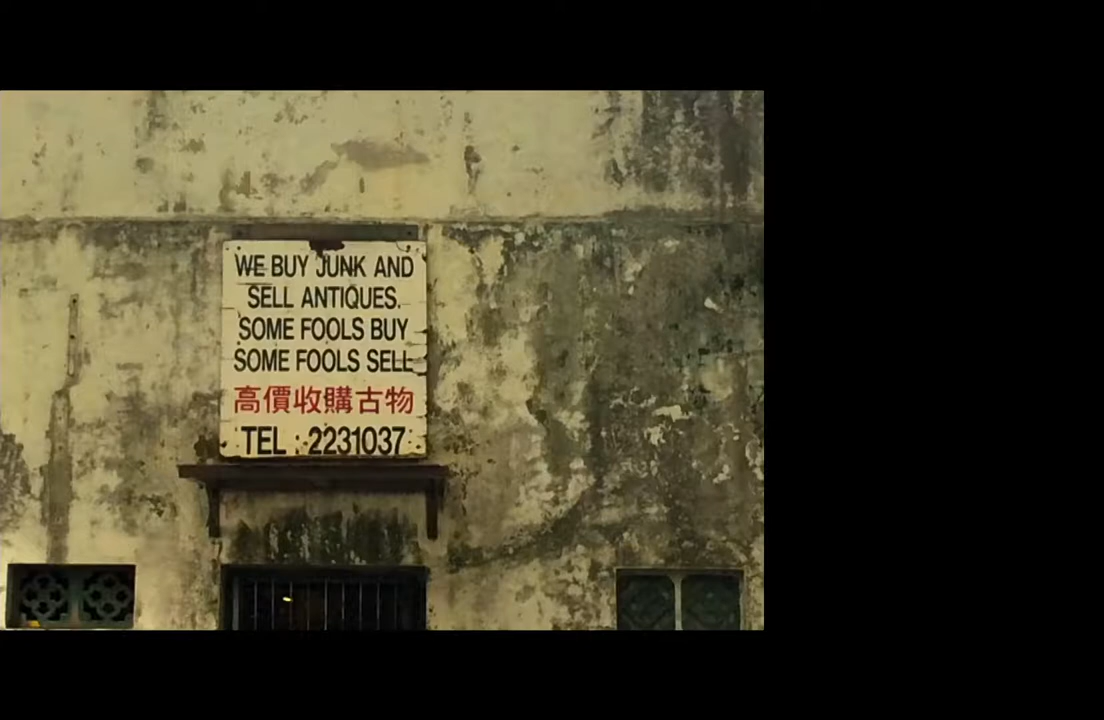 WE BUY JUNK AND
SELL ANTIQUES.
SOME FOOLS BUY
SOME FOOLS SELL
高價收購古物
TEL : 2231037